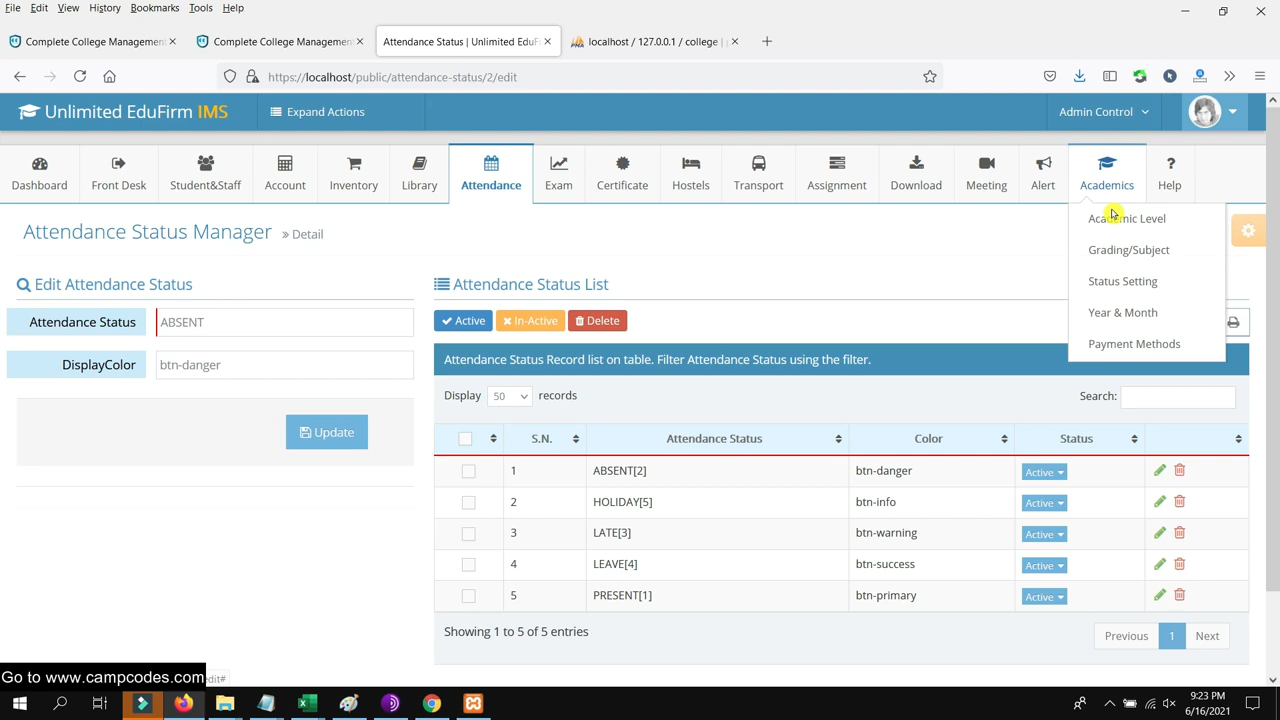 File Edit View History Bookmarks Tools Help
Complete College Management
Complete College Management
Attendance Status | Unlimited EduFi
localhost / 127.0.0.1 / college |
https://localhost/public/attendance-status/2/edit
Unlimited EduFirm IMS
Expand Actions
Admin Control
Dashboard
Front Desk
Student&Staff
Account
Inventory
Library
Attendance
Exam
Certificate
Hostels
Transport
Assignment
Download
Meeting
Alert
Academics
Help
Academic Level
Grading/Subject
Status Setting
Year & Month
Payment Methods
Attendance Status Manager » Detail
Edit Attendance Status
Attendance Status ABSENT
DisplayColor btn-danger
Update
Attendance Status List
Active In-Active Delete
Attendance Status Record list on table. Filter Attendance Status using the filter.
Display 50 records
Search:
S.N. Attendance Status Color Status
1 ABSENT[2] btn-danger Active
2 HOLIDAY[5] btn-info Active
3 LATE[3] btn-warning Active
4 LEAVE[4] btn-success Active
5 PRESENT[1] btn-primary Active
Showing 1 to 5 of 5 entries
Previous 1 Next
Go to www.campcodes.com
edit#
9:23 PM
6/16/2021